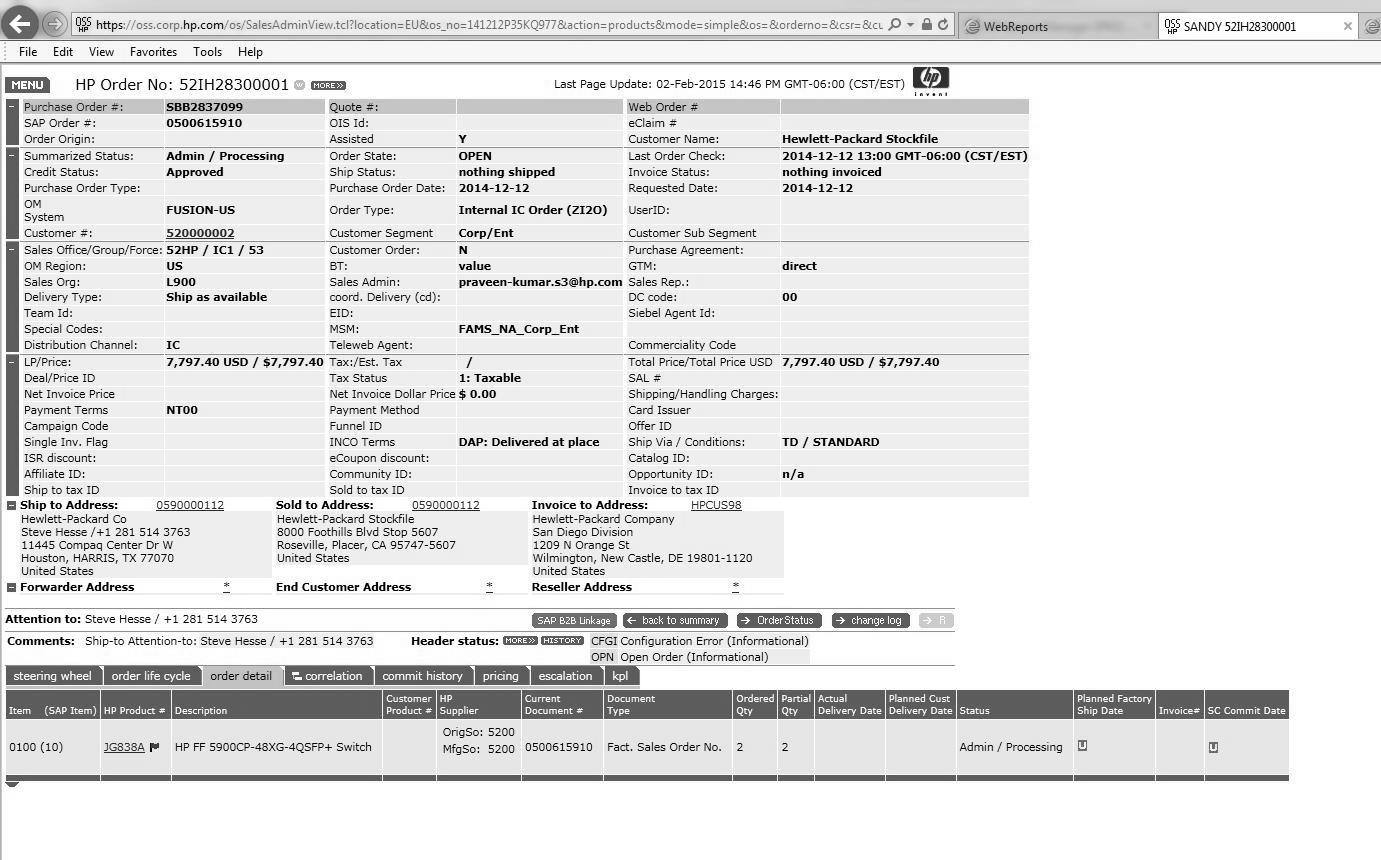 https://oss.corp.hp.com/os/SalesAdminView.tcl?location=EU&os_no=141212P35KQ977&action=products&mode=simple&os=&orderno=&csr=&cu
WebReports
OSS HP SANDY 52IH28300001
File Edit View Favorites Tools Help
MENU HP Order No: 52IH28300001 MORE>> Last Page Update: 02-Feb-2015 14:46 PM GMT-06:00 (CST/EST) hp invent
Purchase Order #: SBB2837099 Quote #: Web Order #
SAP Order #: 0500615910 OIS Id: eClaim #
Order Origin: Assisted Y Customer Name: Hewlett-Packard Stockfile
Summarized Status: Admin / Processing Order State: OPEN Last Order Check: 2014-12-12 13:00 GMT-06:00 (CST/EST)
Credit Status: Approved Ship Status: nothing shipped Invoice Status: nothing invoiced
Purchase Order Type: Purchase Order Date: 2014-12-12 Requested Date: 2014-12-12
OM System FUSION-US Order Type: Internal IC Order (ZI2O) UserID:
Customer #: 520000002 Customer Segment Corp/Ent Customer Sub Segment
Sales Office/Group/Force: 52HP / IC1 / 53 Customer Order: N Purchase Agreement:
OM Region: US BT: value GTM: direct
Sales Org: L900 Sales Admin: praveen-kumar.s3@hp.com Sales Rep.:
Delivery Type: Ship as available coord. Delivery (cd): DC code: 00
Team Id: EID: Siebel Agent Id:
Special Codes: MSM: FAMS_NA_Corp_Ent
Distribution Channel: IC Teleweb Agent: Commerciality Code
LP/Price: 7,797.40 USD / $7,797.40 Tax:/Est. Tax / Total Price/Total Price USD 7,797.40 USD / $7,797.40
Deal/Price ID Tax Status 1: Taxable SAL #
Net Invoice Price Net Invoice Dollar Price $ 0.00 Shipping/Handling Charges:
Payment Terms NT00 Payment Method Card Issuer
Campaign Code Funnel ID Offer ID
Single Inv. Flag INCO Terms DAP: Delivered at place Ship Via / Conditions: TD / STANDARD
ISR discount: eCoupon discount: Catalog ID:
Affiliate ID: Community ID: Opportunity ID: n/a
Ship to tax ID Sold to tax ID Invoice to tax ID
Ship to Address: 0590000112 Sold to Address: 0590000112 Invoice to Address: HPCUS98
Hewlett-Packard Co Hewlett-Packard Stockfile Hewlett-Packard Company
Steve Hesse /+1 281 514 3763 8000 Foothills Blvd Stop 5607 San Diego Division
11445 Compaq Center Dr W Roseville, Placer, CA 95747-5607 1209 N Orange St
Houston, HARRIS, TX 77070 United States Wilmington, New Castle, DE 19801-1120
United States United States
Forwarder Address * End Customer Address * Reseller Address *
Attention to: Steve Hesse / +1 281 514 3763 SAP B2B Linkage back to summary OrderStatus change log R
Comments: Ship-to Attention-to: Steve Hesse / +1 281 514 3763 Header status: MORE>> HISTORY CFGI Configuration Error (Informational)
OPN Open Order (Informational)
steering wheel order life cycle order detail correlation commit history pricing escalation kpl
Item (SAP Item) HP Product # Description Customer Product # HP Supplier Current Document # Document Type Ordered Qty Partial Qty Actual Delivery Date Planned Cust Delivery Date Status Planned Factory Ship Date Invoice# SC Commit Date
0100 (10) JG838A HP FF 5900CP-48XG-4QSFP+ Switch OrigSo: 5200 MfgSo: 5200 0500615910 Fact. Sales Order No. 2 2 Admin / Processing U U